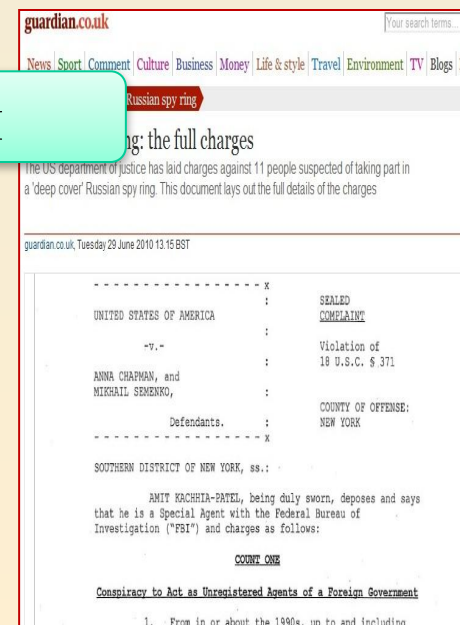 guardian.co.uk
Your search terms...
News Sport Comment Culture Business Money Life & style Travel Environment TV Blogs
Russian spy ring
: the full charges
The US department of justice has laid charges against 11 people suspected of taking part in
a 'deep cover' Russian spy ring. This document lays out the full details of the charges
guardian.co.uk, Tuesday 29 June 2010 13.15 BST
- - - - - - - - - - - - - - - - - x
: SEALED
UNITED STATES OF AMERICA COMPLAINT
:
-v.- Violation of
: 18 U.S.C. § 371
ANNA CHAPMAN, and
MIKHAIL SEMENKO, :
COUNTY OF OFFENSE:
Defendants. : NEW YORK
- - - - - - - - - - - - - - - - - x
SOUTHERN DISTRICT OF NEW YORK, ss.:
AMIT KACHHIA-PATEL, being duly sworn, deposes and says
that he is a Special Agent with the Federal Bureau of
Investigation ("FBI") and charges as follows:
COUNT ONE
Conspiracy to Act as Unregistered Agents of a Foreign Government
1. From in or about the 1990s, up to and including